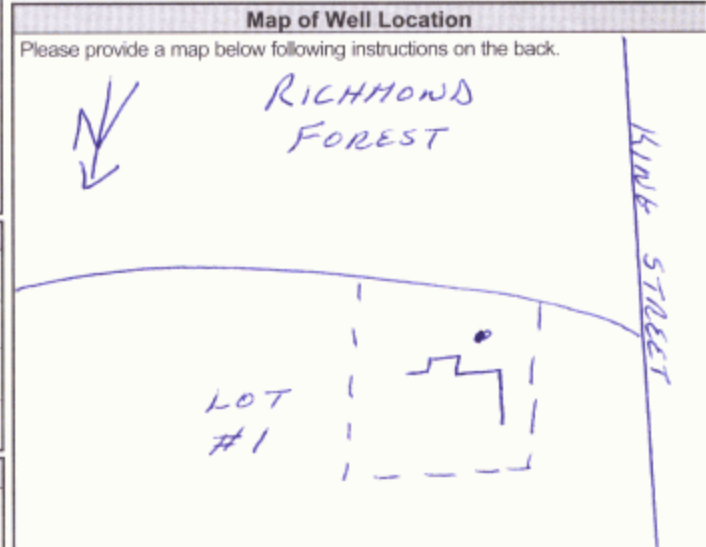 Map of Well Location
Please provide a map below following instructions on the back.
RICHMOND
FOREST
N
KING STREET
LOT
#1